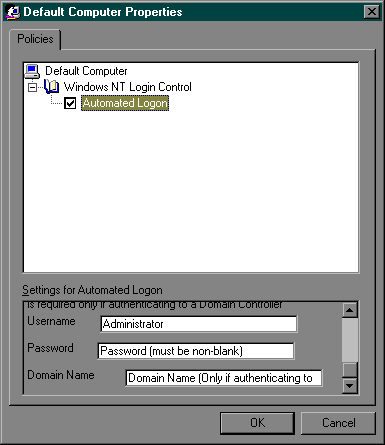 Default Computer Properties
Policies
Default Computer
Windows NT Login Control
Automated Logon
Settings for Automated Logon
is required only if authenticating to a Domain Controller
Username
Administrator
Password
Password (must be non-blank)
Domain Name
Domain Name (Only if authenticating to
OK
Cancel